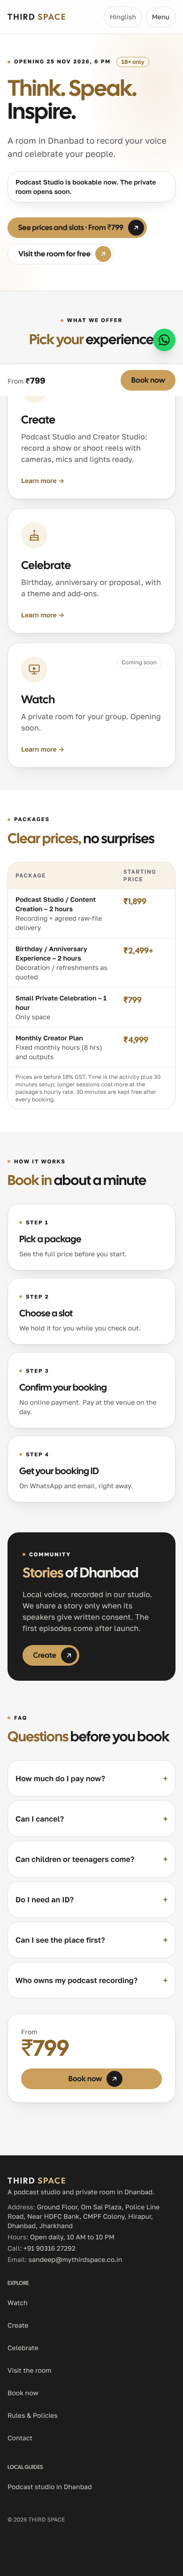 THIRD SPACE
Hinglish
Menu
OPENING 25 NOV 2026, 6 PM
18+ only
Think. Speak.
Inspire.
A room in Dhanbad to record your voice
and celebrate your people.
Podcast Studio is bookable now. The private
room opens soon.
See prices and slots · From ₹799
Visit the room for free
WHAT WE OFFER
Pick your experience
From ₹799
Book now
Create
Podcast Studio and Creator Studio:
record a show or shoot reels with
cameras, mics and lights ready.
Learn more →
Celebrate
Birthday, anniversary or proposal, with
a theme and add-ons.
Learn more →
Coming soon
Watch
A private room for your group. Opening
soon.
Learn more →
PACKAGES
Clear prices, no surprises
PACKAGE
STARTING
PRICE
Podcast Studio / Content
Creation – 2 hours
Recording + agreed raw-file
delivery
₹1,899
Birthday / Anniversary
Experience – 2 hours
Decoration / refreshments as
quoted
₹2,499+
Small Private Celebration – 1
hour
Only space
₹799
Monthly Creator Plan
Fixed monthly hours (8 hrs)
and outputs
₹4,999
Prices are before 18% GST. Time is the activity plus 30
minutes setup; longer sessions cost more at the
package's hourly rate. 30 minutes are kept free after
every booking.
HOW IT WORKS
Book in about a minute
STEP 1
Pick a package
See the full price before you start.
STEP 2
Choose a slot
We hold it for you while you check out.
STEP 3
Confirm your booking
No online payment. Pay at the venue on the
day.
STEP 4
Get your booking ID
On WhatsApp and email, right away.
COMMUNITY
Stories of Dhanbad
Local voices, recorded in our studio.
We share a story only when its
speakers give written consent. The
first episodes come after launch.
Create
FAQ
Questions before you book
How much do I pay now? +
Can I cancel? +
Can children or teenagers come? +
Do I need an ID? +
Can I see the place first? +
Who owns my podcast recording? +
From
₹799
Book now
THIRD SPACE
A podcast studio and private room in Dhanbad.
Address: Ground Floor, Om Sai Plaza, Police Line
Road, Near HDFC Bank, CMPF Colony, Hirapur,
Dhanbad, Jharkhand
Hours: Open daily, 10 AM to 10 PM
Call: +91 90316 27292
Email: sandeep@mythirdspace.co.in
EXPLORE
Watch
Create
Celebrate
Visit the room
Book now
Rules & Policies
Contact
LOCAL GUIDES
Podcast studio in Dhanbad
© 2026 THIRD SPACE